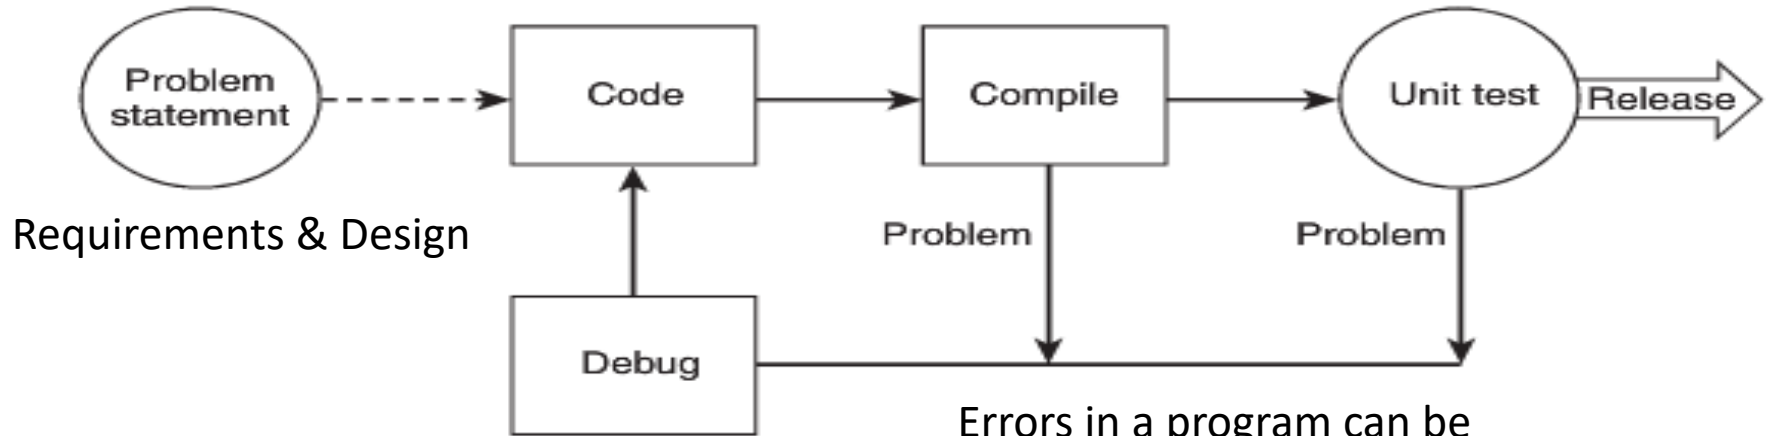 Problem
statement
Code
Compile
Unit test
Release
Requirements & Design
Problem
Problem
Debug
Errors in a program can be